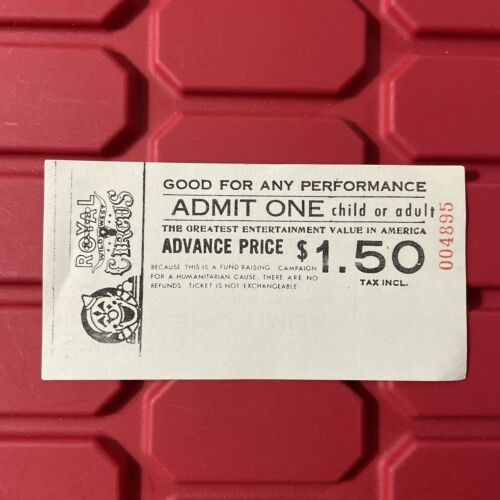 ROYAL
WILD WEST
CIRCUS
GOOD FOR ANY PERFORMANCE
ADMIT ONE child or adult
THE GREATEST ENTERTAINMENT VALUE IN AMERICA
ADVANCE PRICE $1.50
BECAUSE THIS IS A FUND RAISING CAMPAIGN
FOR A HUMANITARIAN CAUSE, THERE ARE NO
REFUNDS. TICKET IS NOT EXCHANGEABLE.
TAX INCL.
004895